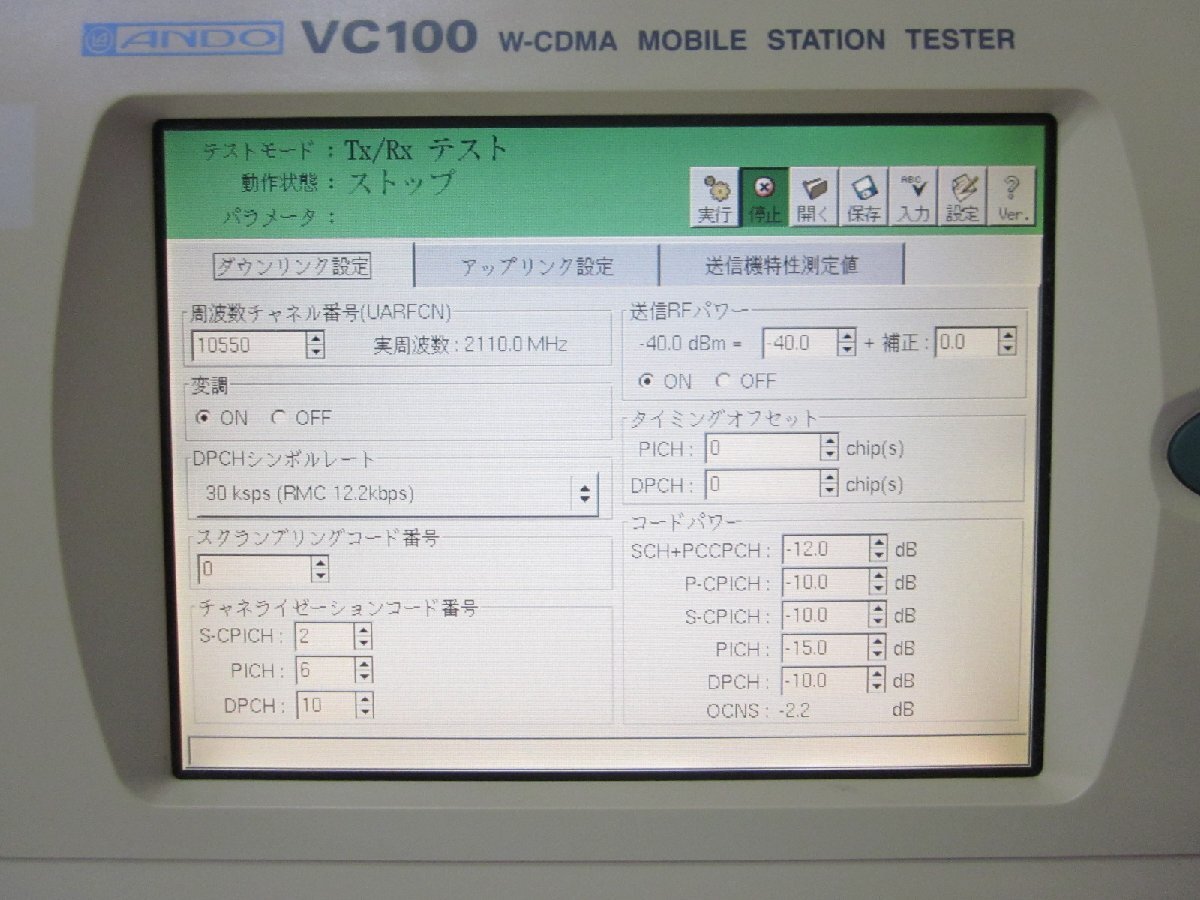 ANDO VC100 W-CDMA MOBILE STATION TESTER
テストモード : Tx/Rx テスト
動作状態 : ストップ
パラメータ :
実行 停止 開く 保存 ABC 入力 設定 ? Ver.
ダウンリンク設定 アップリンク設定 送信機特性測定値
周波数チャネル番号(UARFCN)
10550 実周波数 : 2110.0 MHz
変調
ON OFF
DPCHシンボルレート
30 ksps (RMC 12.2kbps)
スクランブリングコード番号
0
チャネライゼーションコード番号
S-CPICH : 2
PICH : 6
DPCH : 10
送信RFパワー
-40.0 dBm = -40.0 + 補正 : 0.0
ON OFF
タイミングオフセット
PICH : 0 chip(s)
DPCH : 0 chip(s)
コードパワー
SCH+PCCPCH : -12.0 dB
P-CPICH : -10.0 dB
S-CPICH : -10.0 dB
PICH : -15.0 dB
DPCH : -10.0 dB
OCNS : -2.2 dB